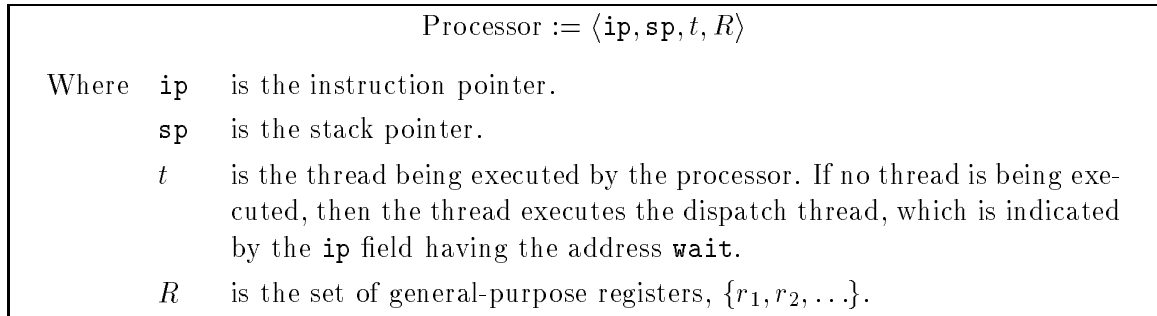 Processor := ⟨ip, sp, t, R⟩
Where ip is the instruction pointer.
sp is the stack pointer.
t is the thread being executed by the processor. If no thread is being exe-
cuted, then the thread executes the dispatch thread, which is indicated
by the ip field having the address wait.
R is the set of general-purpose registers, {r₁, r₂, ...}.